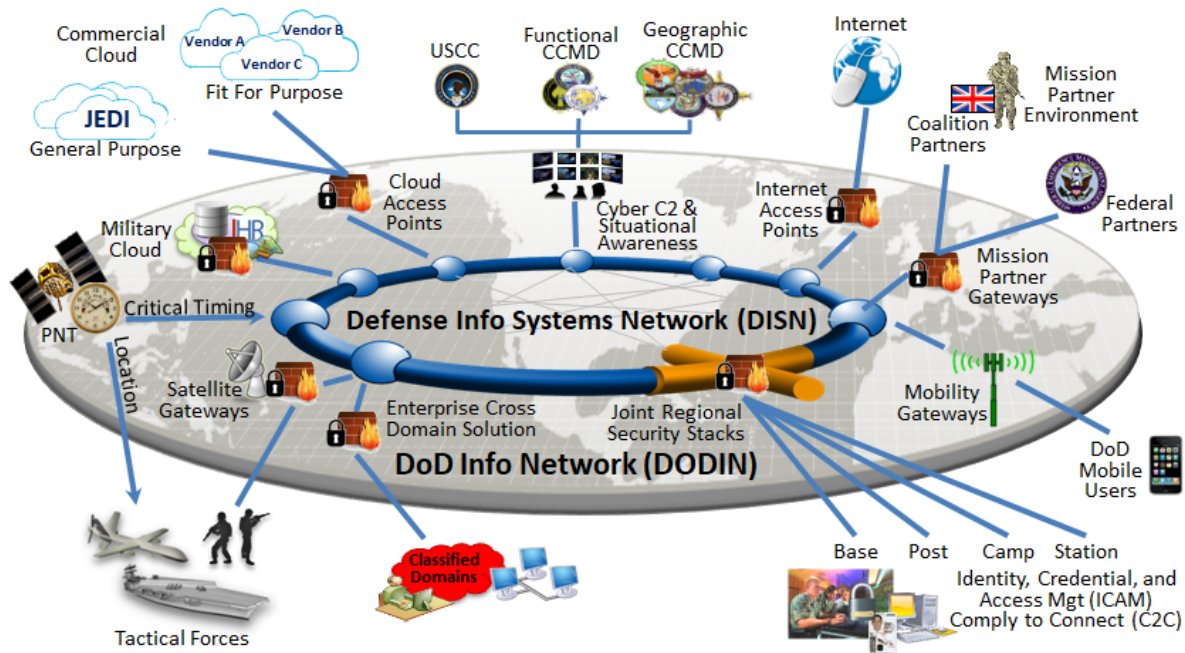 Commercial
Cloud
Vendor A
Vendor B
Vendor C
Fit For Purpose
JEDI
General Purpose
USCC
Functional
CCMD
Geographic
CCMD
Internet
Coalition
Partners
Mission
Partner
Environment
Federal
Partners
Cloud
Access
Points
Cyber C2 &
Situational
Awareness
Internet
Access
Points
Mission
Partner
Gateways
Military
Cloud
IHR
PNT
Critical Timing
Location
Defense Info Systems Network (DISN)
Satellite
Gateways
Enterprise Cross
Domain Solution
Joint Regional
Security Stacks
Mobility
Gateways
DoD Info Network (DODIN)
DoD
Mobile
Users
Tactical Forces
Classified
Domains
Base Post Camp Station
Identity, Credential, and
Access Mgt (ICAM)
Comply to Connect (C2C)